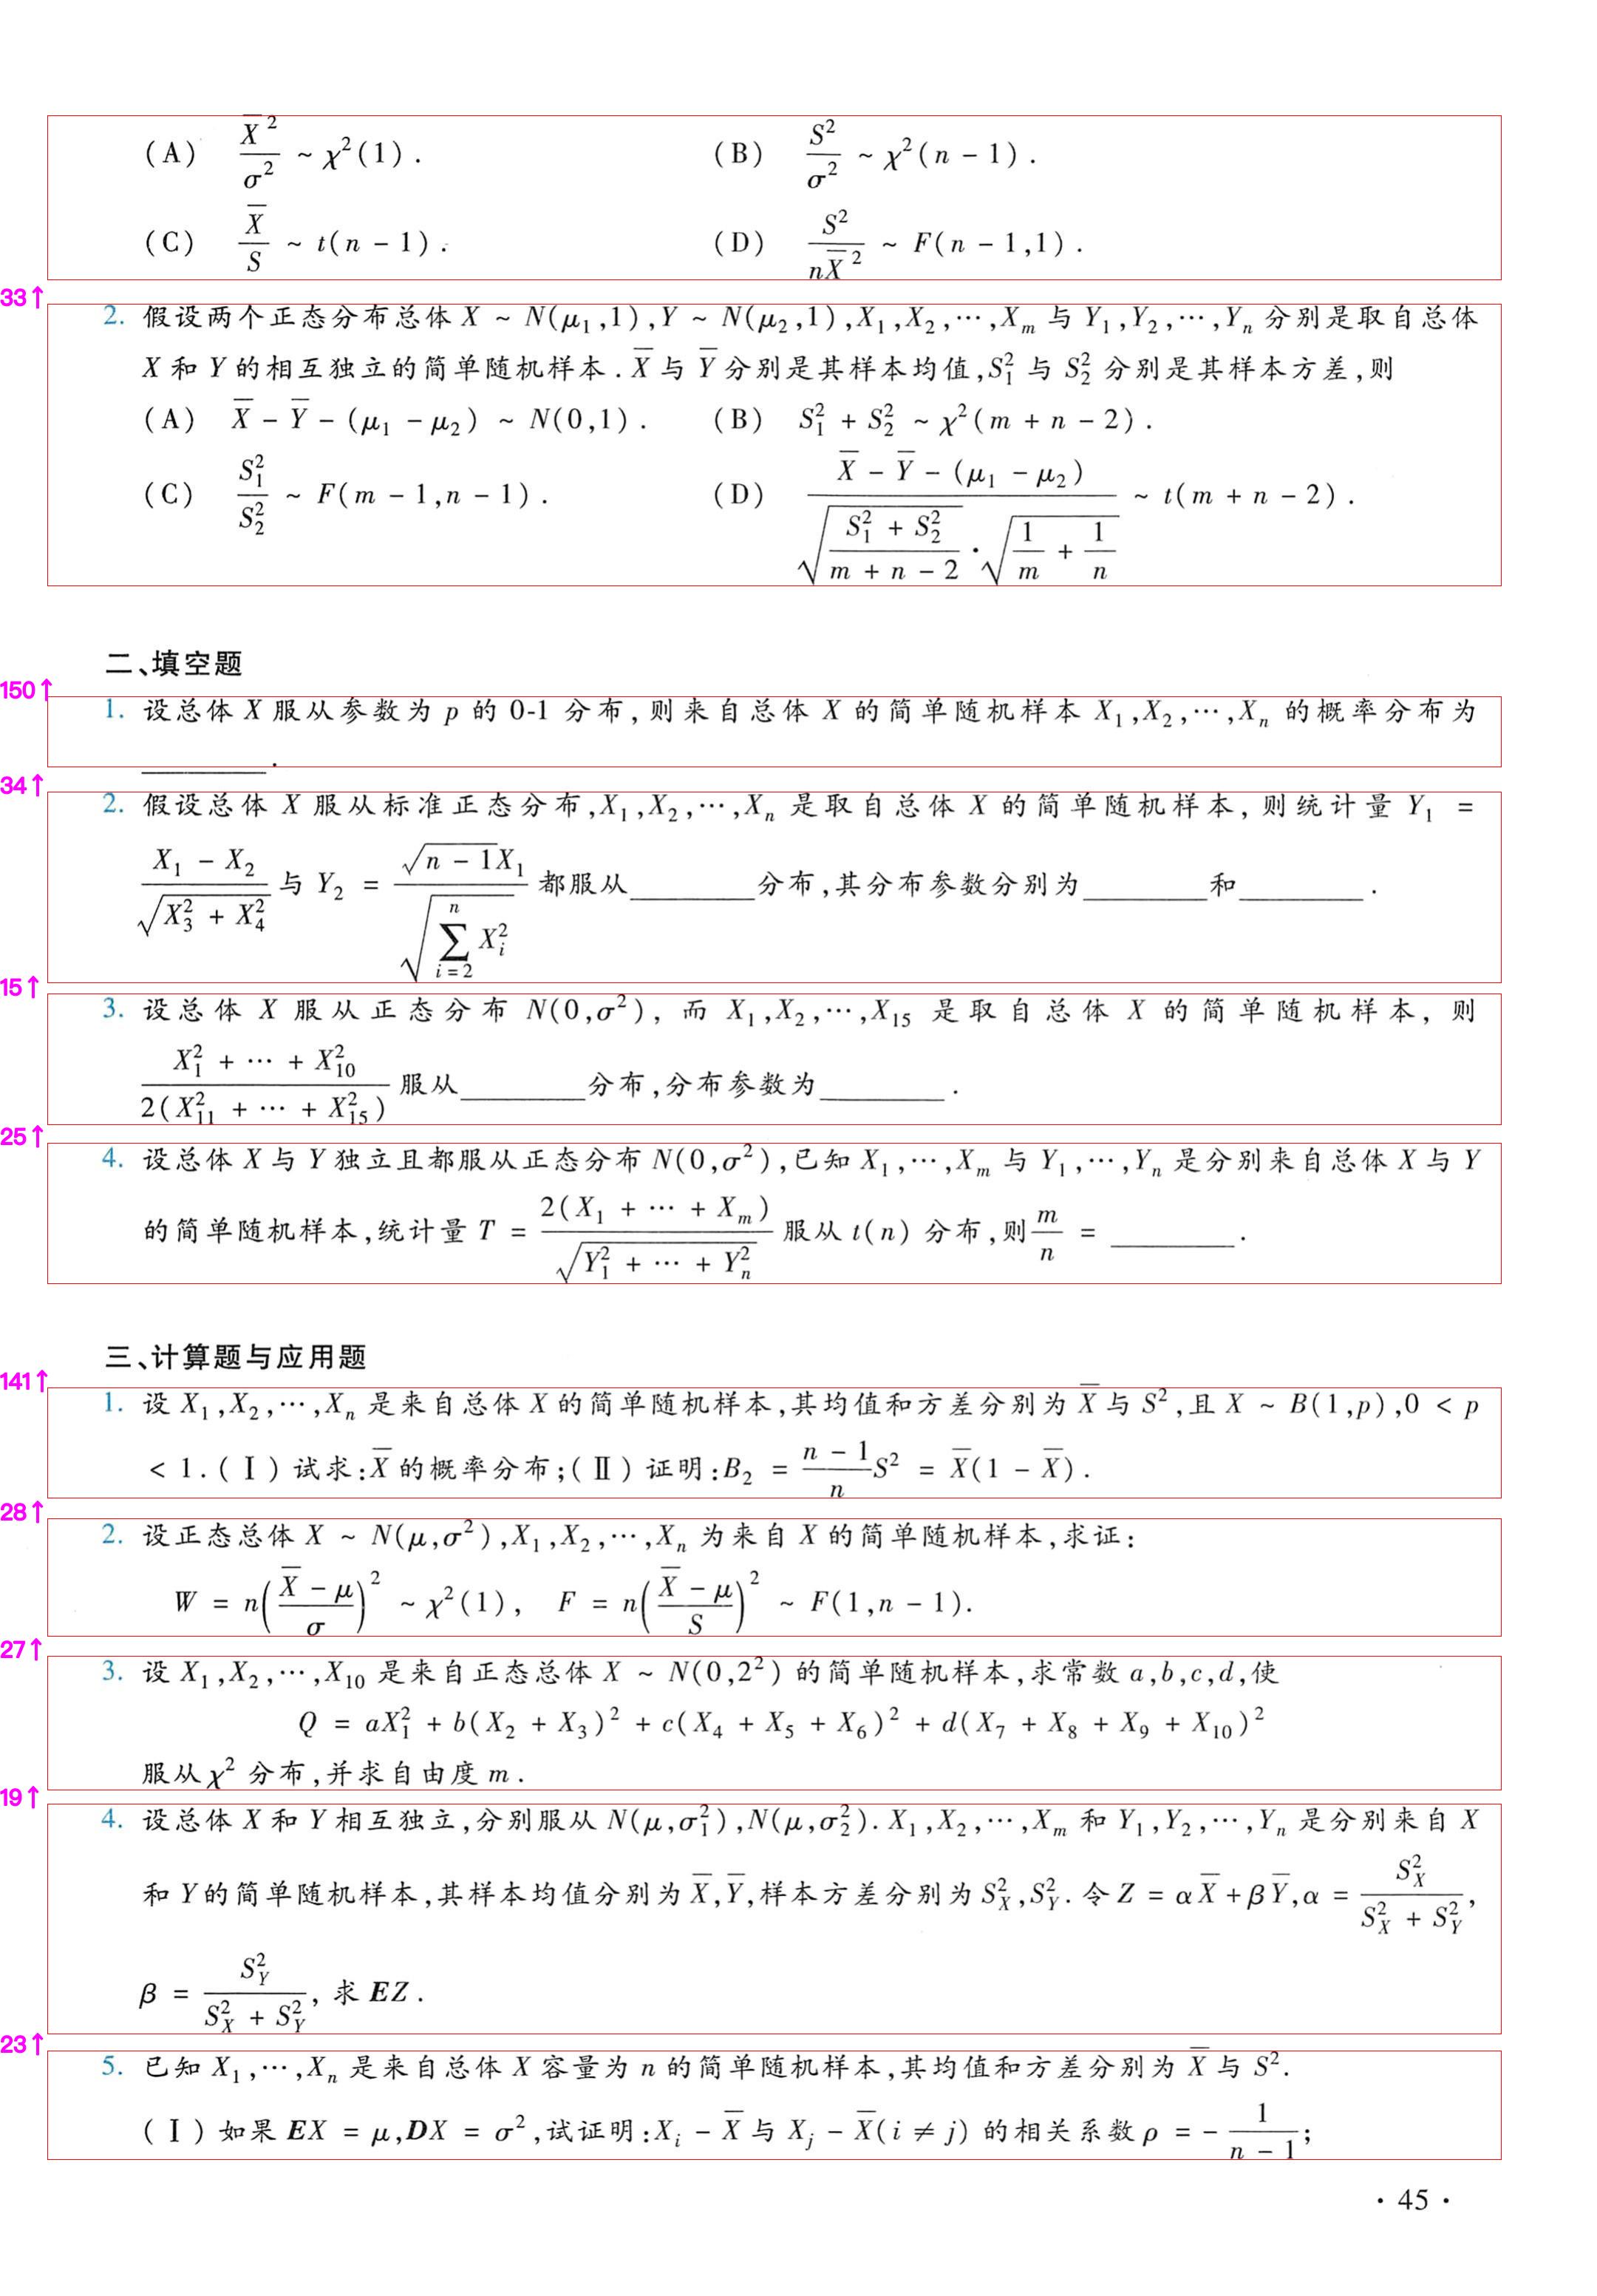 (A) $\frac{\overline{X}^2}{\sigma^2} \sim \chi^2(1)$. (B) $\frac{S^2}{\sigma^2} \sim \chi^2(n-1)$.
(C) $\frac{\overline{X}}{S} \sim t(n-1)$. (D) $\frac{S^2}{n\overline{X}^2} \sim F(n-1,1)$.
33↑
2. 假设两个正态分布总体 $X \sim N(\mu_1,1), Y \sim N(\mu_2,1), X_1,X_2,\cdots,X_m$ 与 $Y_1,Y_2,\cdots,Y_n$ 分别是取自总体
$X$ 和 $Y$ 的相互独立的简单随机样本. $\overline{X}$ 与 $\overline{Y}$ 分别是其样本均值, $S_1^2$ 与 $S_2^2$ 分别是其样本方差,则
(A) $\overline{X}-\overline{Y}-(\mu_1-\mu_2) \sim N(0,1)$. (B) $S_1^2+S_2^2 \sim \chi^2(m+n-2)$.
(C) $\frac{S_1^2}{S_2^2} \sim F(m-1,n-1)$. (D) $\frac{\overline{X}-\overline{Y}-(\mu_1-\mu_2)}{\sqrt{\frac{S_1^2+S_2^2}{m+n-2}} \cdot \sqrt{\frac{1}{m}+\frac{1}{n}}} \sim t(m+n-2)$.
二、填空题
150↑
1. 设总体 $X$ 服从参数为 $p$ 的 0-1 分布,则来自总体 $X$ 的简单随机样本 $X_1,X_2,\cdots,X_n$ 的概率分布为
________.
34↑
2. 假设总体 $X$ 服从标准正态分布, $X_1,X_2,\cdots,X_n$ 是取自总体 $X$ 的简单随机样本, 则统计量 $Y_1 =$
$\frac{X_1-X_2}{\sqrt{X_3^2+X_4^2}}$ 与 $Y_2 = \frac{\sqrt{n-1}X_1}{\sqrt{\sum_{i=2}^{n} X_i^2}}$ 都服从________分布,其分布参数分别为________和________.
15↑
3. 设总体 $X$ 服从正态分布 $N(0,\sigma^2)$, 而 $X_1,X_2,\cdots,X_{15}$ 是取自总体 $X$ 的简单随机样本, 则
$\frac{X_1^2+\cdots+X_{10}^2}{2(X_{11}^2+\cdots+X_{15}^2)}$ 服从________分布,分布参数为________.
25↑
4. 设总体 $X$ 与 $Y$ 独立且都服从正态分布 $N(0,\sigma^2)$,已知 $X_1,\cdots,X_m$ 与 $Y_1,\cdots,Y_n$ 是分别来自总体 $X$ 与 $Y$
的简单随机样本,统计量 $T = \frac{2(X_1+\cdots+X_m)}{\sqrt{Y_1^2+\cdots+Y_n^2}}$ 服从 $t(n)$ 分布,则 $\frac{m}{n} =$ ________.
三、计算题与应用题
141↑
1. 设 $X_1,X_2,\cdots,X_n$ 是来自总体 $X$ 的简单随机样本,其均值和方差分别为 $\overline{X}$ 与 $S^2$,且 $X \sim B(1,p), 0 < p$
$< 1$. (Ⅰ) 试求: $\overline{X}$ 的概率分布; (Ⅱ) 证明: $B_2 = \frac{n-1}{n}S^2 = \overline{X}(1-\overline{X})$.
28↑
2. 设正态总体 $X \sim N(\mu,\sigma^2), X_1,X_2,\cdots,X_n$ 为来自 $X$ 的简单随机样本,求证:
$W = n\left(\frac{\overline{X}-\mu}{\sigma}\right)^2 \sim \chi^2(1), \quad F = n\left(\frac{\overline{X}-\mu}{S}\right)^2 \sim F(1,n-1)$.
27↑
3. 设 $X_1,X_2,\cdots,X_{10}$ 是来自正态总体 $X \sim N(0,2^2)$ 的简单随机样本,求常数 $a,b,c,d$,使
$Q = aX_1^2+b(X_2+X_3)^2+c(X_4+X_5+X_6)^2+d(X_7+X_8+X_9+X_{10})^2$
服从 $\chi^2$ 分布,并求自由度 $m$.
19↑
4. 设总体 $X$ 和 $Y$ 相互独立,分别服从 $N(\mu,\sigma_1^2), N(\mu,\sigma_2^2)$. $X_1,X_2,\cdots,X_m$ 和 $Y_1,Y_2,\cdots,Y_n$ 是分别来自 $X$
和 $Y$ 的简单随机样本,其样本均值分别为 $\overline{X},\overline{Y}$,样本方差分别为 $S_X^2,S_Y^2$. 令 $Z = \alpha\overline{X}+\beta\overline{Y}, \alpha = \frac{S_X^2}{S_X^2+S_Y^2}$,
$\beta = \frac{S_Y^2}{S_X^2+S_Y^2}$, 求 $EZ$.
23↑
5. 已知 $X_1,\cdots,X_n$ 是来自总体 $X$ 容量为 $n$ 的简单随机样本,其均值和方差分别为 $\overline{X}$ 与 $S^2$.
(Ⅰ) 如果 $EX = \mu, DX = \sigma^2$,试证明: $X_i-\overline{X}$ 与 $X_j-\overline{X}(i \neq j)$ 的相关系数 $\rho = -\frac{1}{n-1}$;
· 45 ·